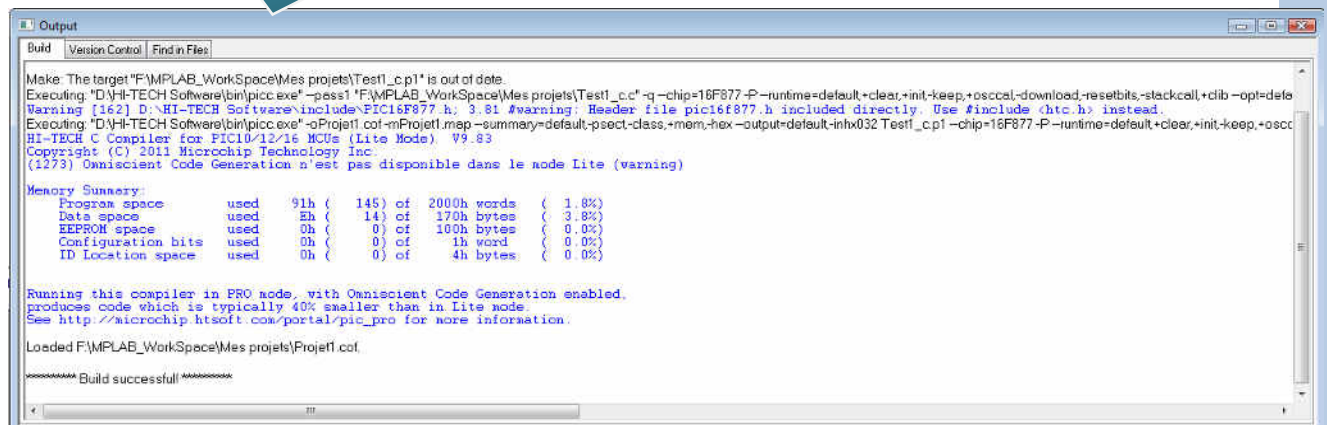 Output
Build Version Control Find in Files
Make: The target "F:\MPLAB_WorkSpace\Mes projets\Test1_c.p1" is out of date.
Executing: "D:\HI-TECH Software\bin\picc.exe" --pass1 "F:\MPLAB_WorkSpace\Mes projets\Test1_c.c" -q --chip=16F877 -P --runtime=default,+clear,+init,-keep,+osccal,-download,-resetbits,-stackcall,+clib --opt=defa
Warning [162] D:\HI-TECH Software\include\PIC16F877.h; 3.81 #warning: Header file pic16f877.h included directly. Use #include <htc.h> instead.
Executing: "D:\HI-TECH Software\bin\picc.exe" -oProjet1.cof -mProjet1.map --summary=default,-psect,-class,+mem,-hex --output=default,-inhx032 Test1_c.p1 --chip=16F877 -P --runtime=default,+clear,+init,-keep,+oscc
HI-TECH C Compiler for PIC10/12/16 MCUs (Lite Mode). V9.83
Copyright (C) 2011 Microchip Technology Inc.
(1273) Omniscient Code Generation n'est pas disponible dans le mode Lite (warning)
Memory Summary:
Program space used 91h ( 145) of 2000h words ( 1.8%)
Data space used Eh ( 14) of 170h bytes ( 3.8%)
EEPROM space used 0h ( 0) of 100h bytes ( 0.0%)
Configuration bits used 0h ( 0) of 1h word ( 0.0%)
ID Location space used 0h ( 0) of 4h bytes ( 0.0%)
Running this compiler in PRO mode, with Omniscient Code Generation enabled,
produces code which is typically 40% smaller than in Lite mode.
See http://microchip.htsoft.com/portal/pic_pro for more information.
Loaded F:\MPLAB_WorkSpace\Mes projets\Projet1.cof.
********** Build successful! **********